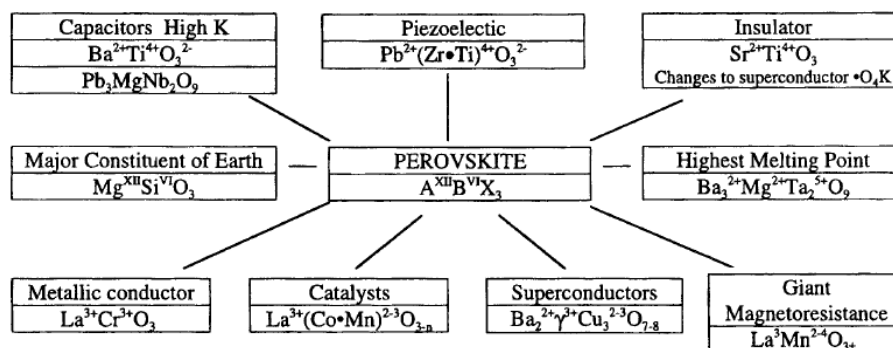 Capacitors High K
Ba²⁺Ti⁴⁺O₃²⁻
Pb₃MgNb₂O₉
Piezoelectic
Pb²⁺(Zr•Ti)⁴⁺O₃²⁻
Insulator
Sr²⁺Ti⁴⁺O₃
Changes to superconductor •O₄K
Major Constituent of Earth
Mg^XII Si^VI O₃
PEROVSKITE
A^XII B^VI X₃
Highest Melting Point
Ba₃²⁺Mg²⁺Ta₂⁵⁺O₉
Metallic conductor
La³⁺Cr³⁺O₃
Catalysts
La³⁺(Co•Mn)²⁻³O₃₋ₙ
Superconductors
Ba₂²⁺γ³⁺Cu₃²⁻³O₇₋₈
Giant
Magnetoresistance
La³Mn²⁻⁴O₃₊